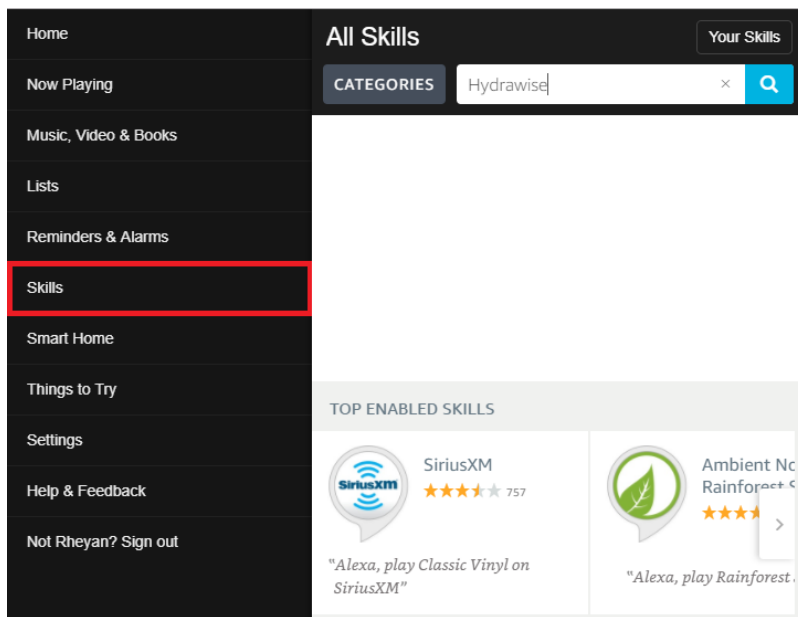 Home
Now Playing
Music, Video & Books
Lists
Reminders & Alarms
Skills
Smart Home
Things to Try
Settings
Help & Feedback
Not Rheyan? Sign out
All Skills
Your Skills
CATEGORIES
Hydrawise
TOP ENABLED SKILLS
SiriusXM
SiriusXM
757
"Alexa, play Classic Vinyl on
SiriusXM"
Ambient
Rainforest
"Alexa, play Rainforest